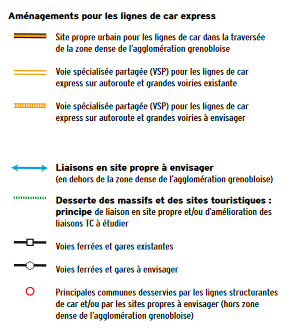 Aménagements pour les lignes de car express
Site propre urbain pour les lignes de car dans la traversée
de la zone dense de l'agglomération grenobloise
Voie spécialisée partagée (VSP) pour les lignes de car
express sur autoroute et grandes voiries existante
Voie spécialisée partagée (VSP) pour les lignes de car
express sur autoroute et grandes voiries à envisager
Liaisons en site propre à envisager
(en dehors de la zone dense de l'agglomération grenobloise)
Desserte des massifs et des sites touristiques :
principe de liaison en site propre et/ou d'amélioration des
liaisons TC à étudier
Voies ferrées et gares existantes
Voies ferrées et gares à envisager
Principales communes desservies par les lignes structurantes
de car et/ou par les sites propres à envisager (hors zone
dense de l'agglomération grenobloise)